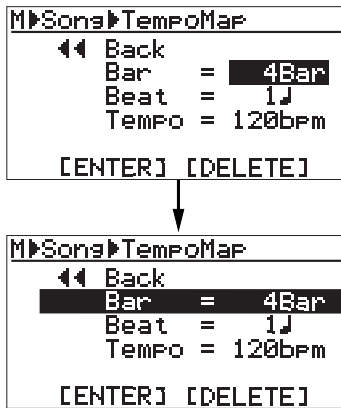 M▶Song▶TempoMap
◀◀ Back
Bar = 4Bar
Beat = 1♩
Tempo = 120bpm
[ENTER] [DELETE]
M▶Song▶TempoMap
◀◀ Back
Bar = 4Bar
Beat = 1♩
Tempo = 120bpm
[ENTER] [DELETE]